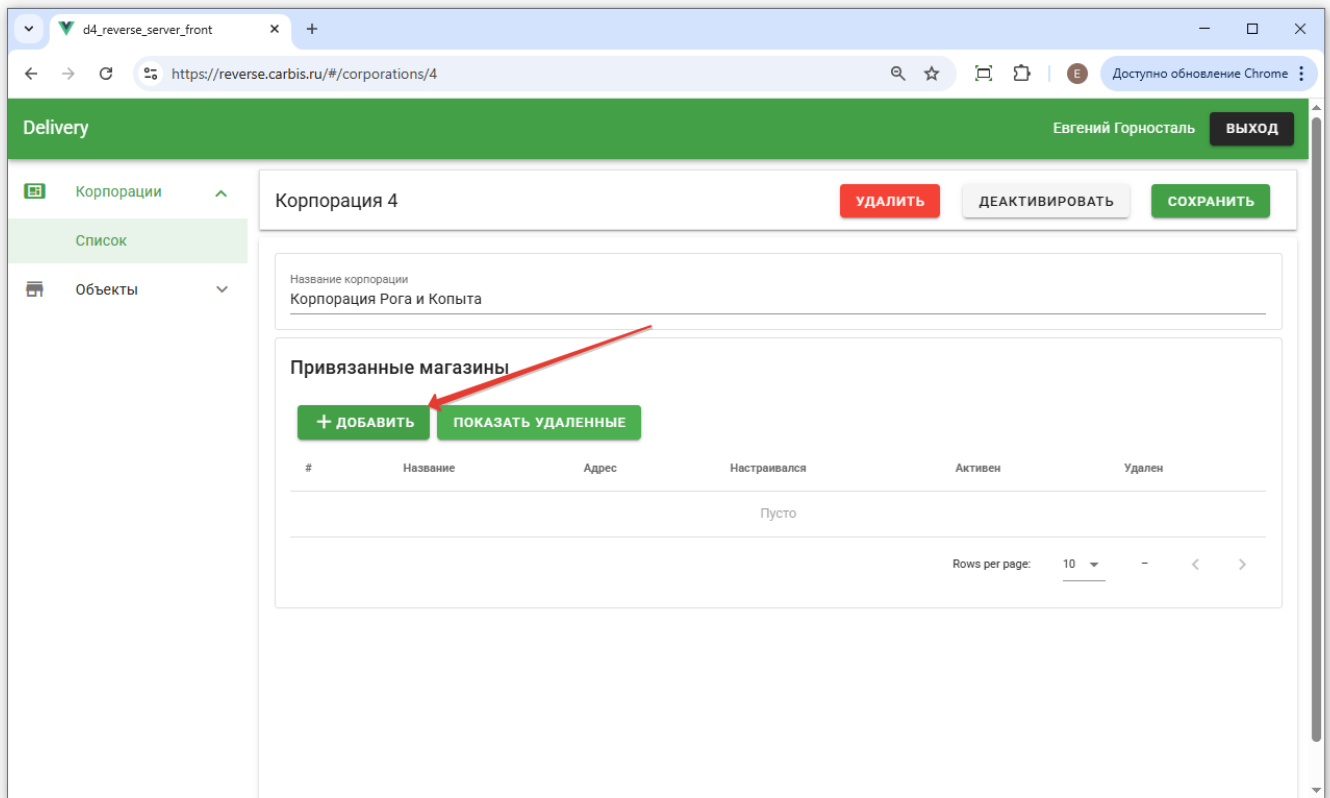 d4_reverse_server_front
https://reverse.carbis.ru/#/corporations/4
E
Доступно обновление Chrome
Delivery
Евгений Горносталь
ВЫХОД
Корпорации
Список
Объекты
Корпорация 4
УДАЛИТЬ
ДЕАКТИВИРОВАТЬ
СОХРАНИТЬ
Название корпорации
Корпорация Рога и Копыта
Привязанные магазины
+ ДОБАВИТЬ
ПОКАЗАТЬ УДАЛЕННЫЕ
# Название Адрес Настраивался Активен Удален
Пусто
Rows per page: 10 –